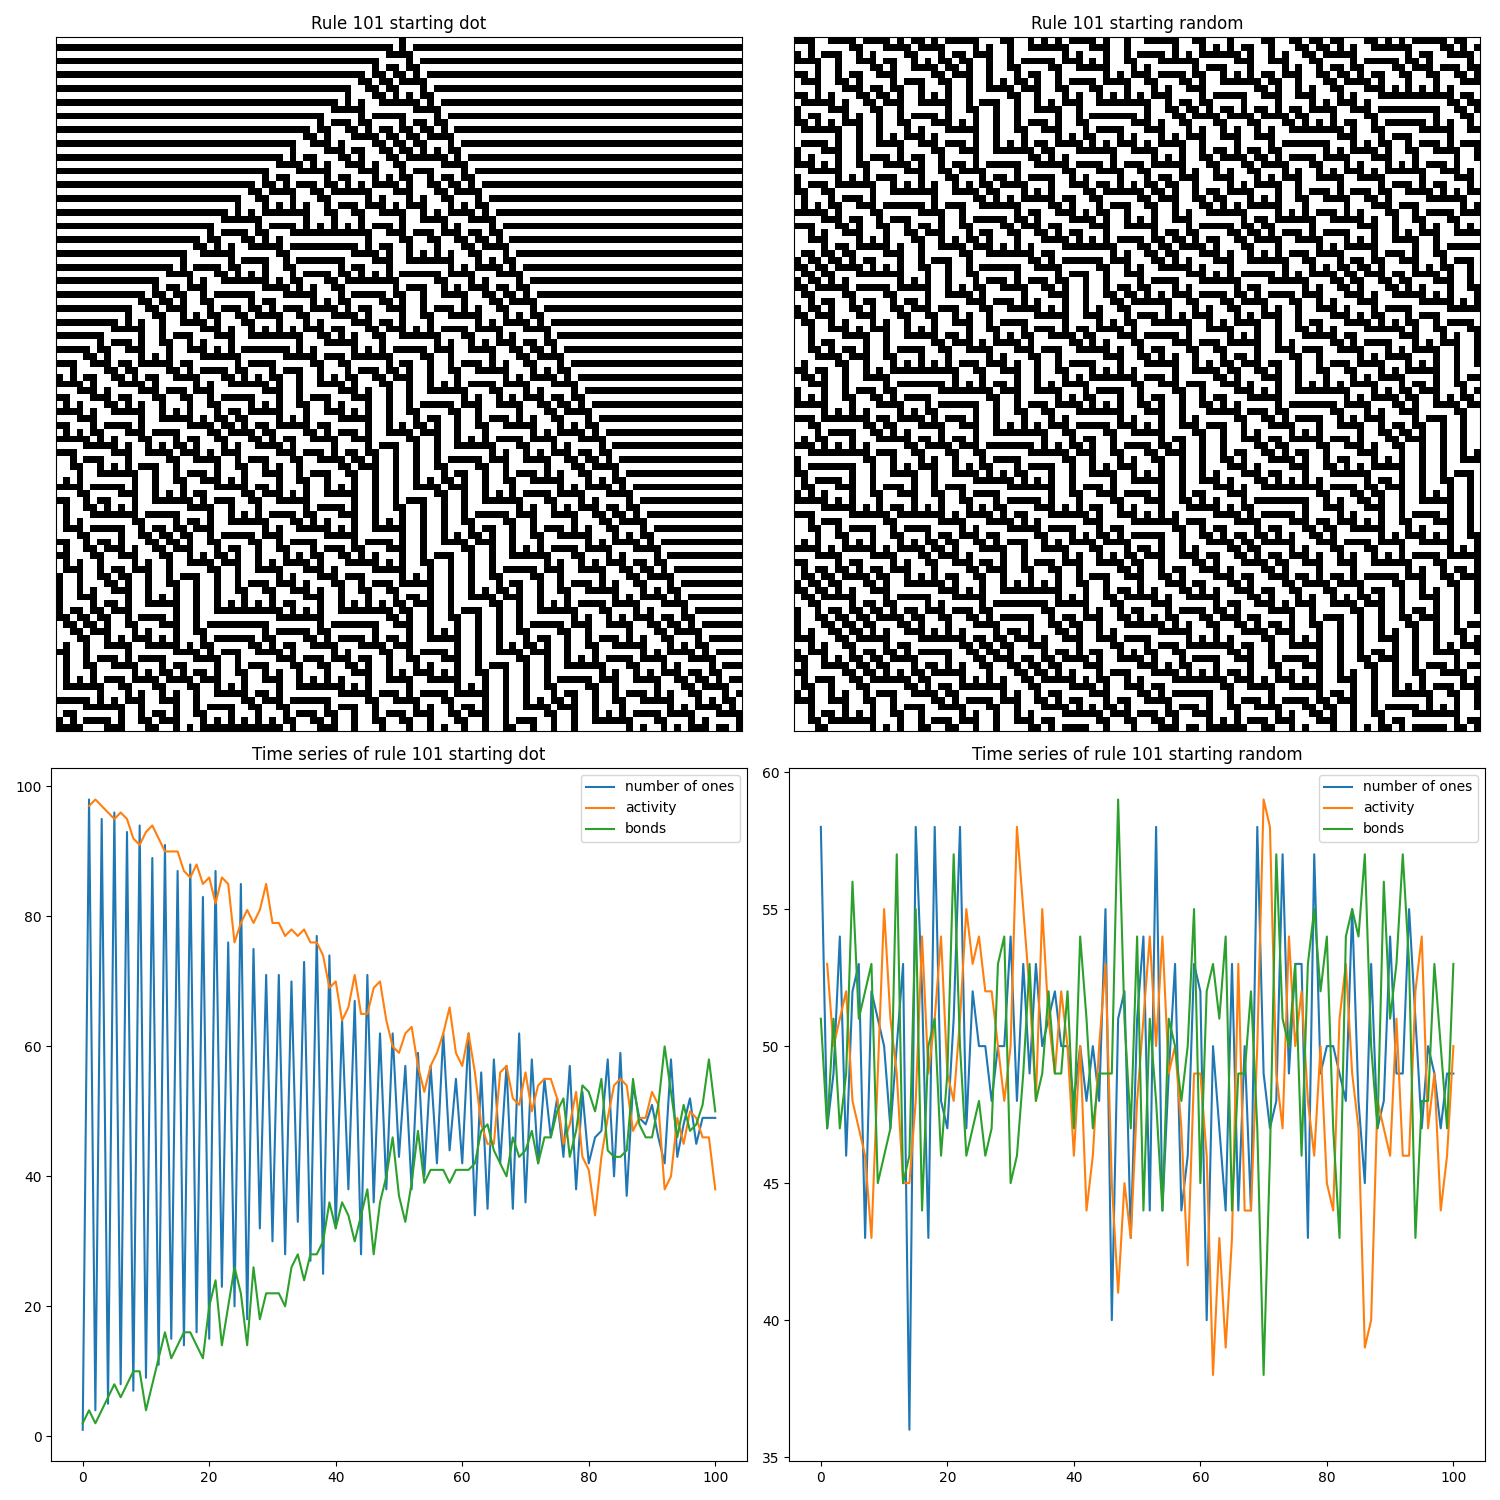 Rule 101 starting dot
Rule 101 starting random
Time series of rule 101 starting dot
number of ones
activity
bonds
100
80
60
40
20
0
0 20 40 60 80 100
Time series of rule 101 starting random
number of ones
activity
bonds
60
55
50
45
40
35
0 20 40 60 80 100